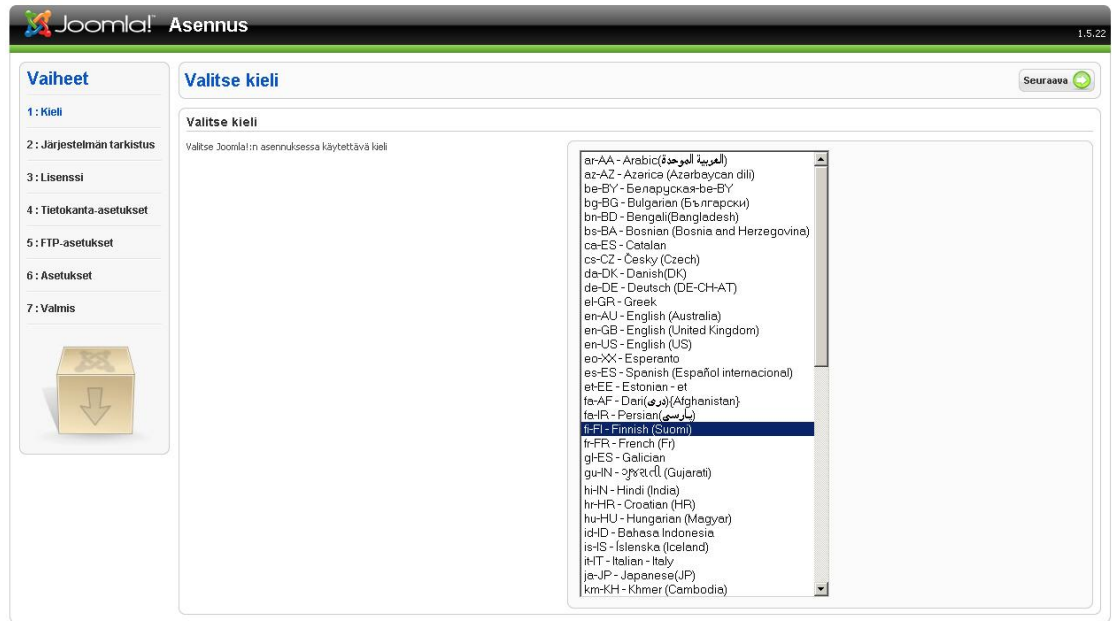 Joomla! Asennus
1.5.22
Vaiheet
1 : Kieli
2 : Järjestelmän tarkistus
3 : Lisenssi
4 : Tietokanta-asetukset
5 : FTP-asetukset
6 : Asetukset
7 : Valmis
Valitse kieli
Seuraava
Valitse kieli
Valitse Joomla!:n asennuksessa käytettävä kieli
ar-AA - Arabic(العربية الموحدة)
az-AZ - Azəricə (Azərbaycan dili)
be-BY - Беларуская-be-BY
bg-BG - Bulgarian (Български)
bn-BD - Bengali(Bangladesh)
bs-BA - Bosnian (Bosnia and Herzegovina)
ca-ES - Catalan
cs-CZ - Česky (Czech)
da-DK - Danish(DK)
de-DE - Deutsch (DE-CH-AT)
el-GR - Greek
en-AU - English (Australia)
en-GB - English (United Kingdom)
en-US - English (US)
eo-XX - Esperanto
es-ES - Spanish (Español internacional)
et-EE - Estonian - et
fa-AF - Dari(دری){Afghanistan}
fa-IR - Persian(پارسی)
fi-FI - Finnish (Suomi)
fr-FR - French (Fr)
gl-ES - Galician
gu-IN - ગુજરાતી (Gujarati)
hi-IN - Hindi (India)
hr-HR - Croatian (HR)
hu-HU - Hungarian (Magyar)
id-ID - Bahasa Indonesia
is-IS - Íslenska (Iceland)
it-IT - Italian - Italy
ja-JP - Japanese(JP)
km-KH - Khmer (Cambodia)